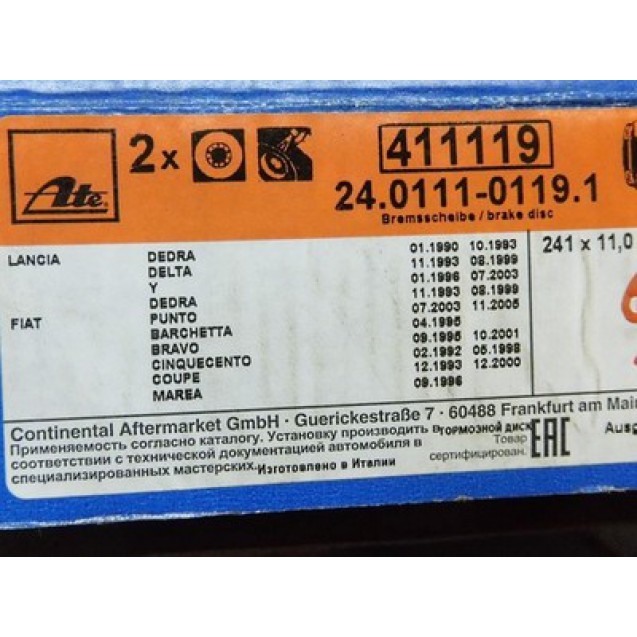 Ate 2x 411119
24.0111-0119.1
Bremsscheibe / brake disc
LANCIA DEDRA 01.1990 10.1993 241 x 11,0
DELTA 11.1993 08.1999
Y 01.1996 07.2003
DEDRA 11.1993 08.1999
FIAT PUNTO 07.2003 11.2005
BARCHETTA 04.1995
BRAVO 09.1995 10.2001
CINQUECENTO 02.1992 05.1998
COUPE 12.1993 12.2000
MAREA 09.1996
Continental Aftermarket GmbH · Guerickestraße 7 · 60488 Frankfurt am Main
Применяемость согласно каталогу. Установку производить в ТОРМОЗНОЙ ДИСК EAC Ausg
соответствии с технической документацией автомобиля в Товар
специализированных мастерских. Изготовлено в Италии сертифицирован.